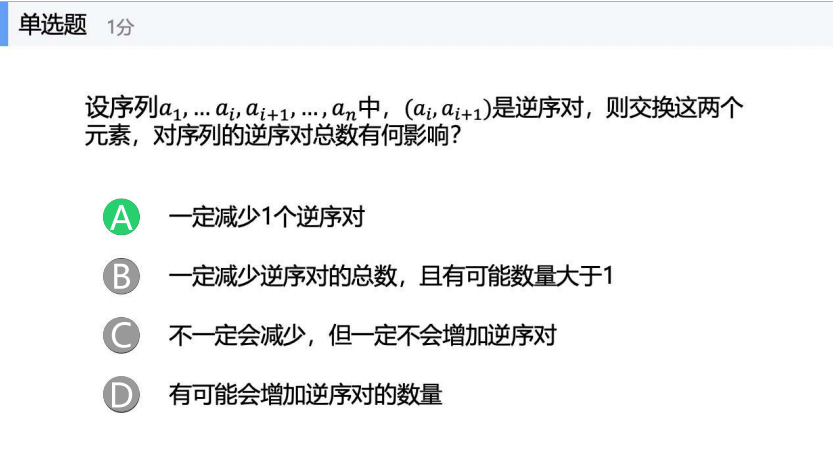 单选题 1分
设序列a₁, … aᵢ, aᵢ₊₁, … , aₙ中，(aᵢ, aᵢ₊₁)是逆序对，则交换这两个
元素，对序列的逆序对总数有何影响？
A 一定减少1个逆序对
B 一定减少逆序对的总数，且有可能数量大于1
C 不一定会减少，但一定不会增加逆序对
D 有可能会增加逆序对的数量